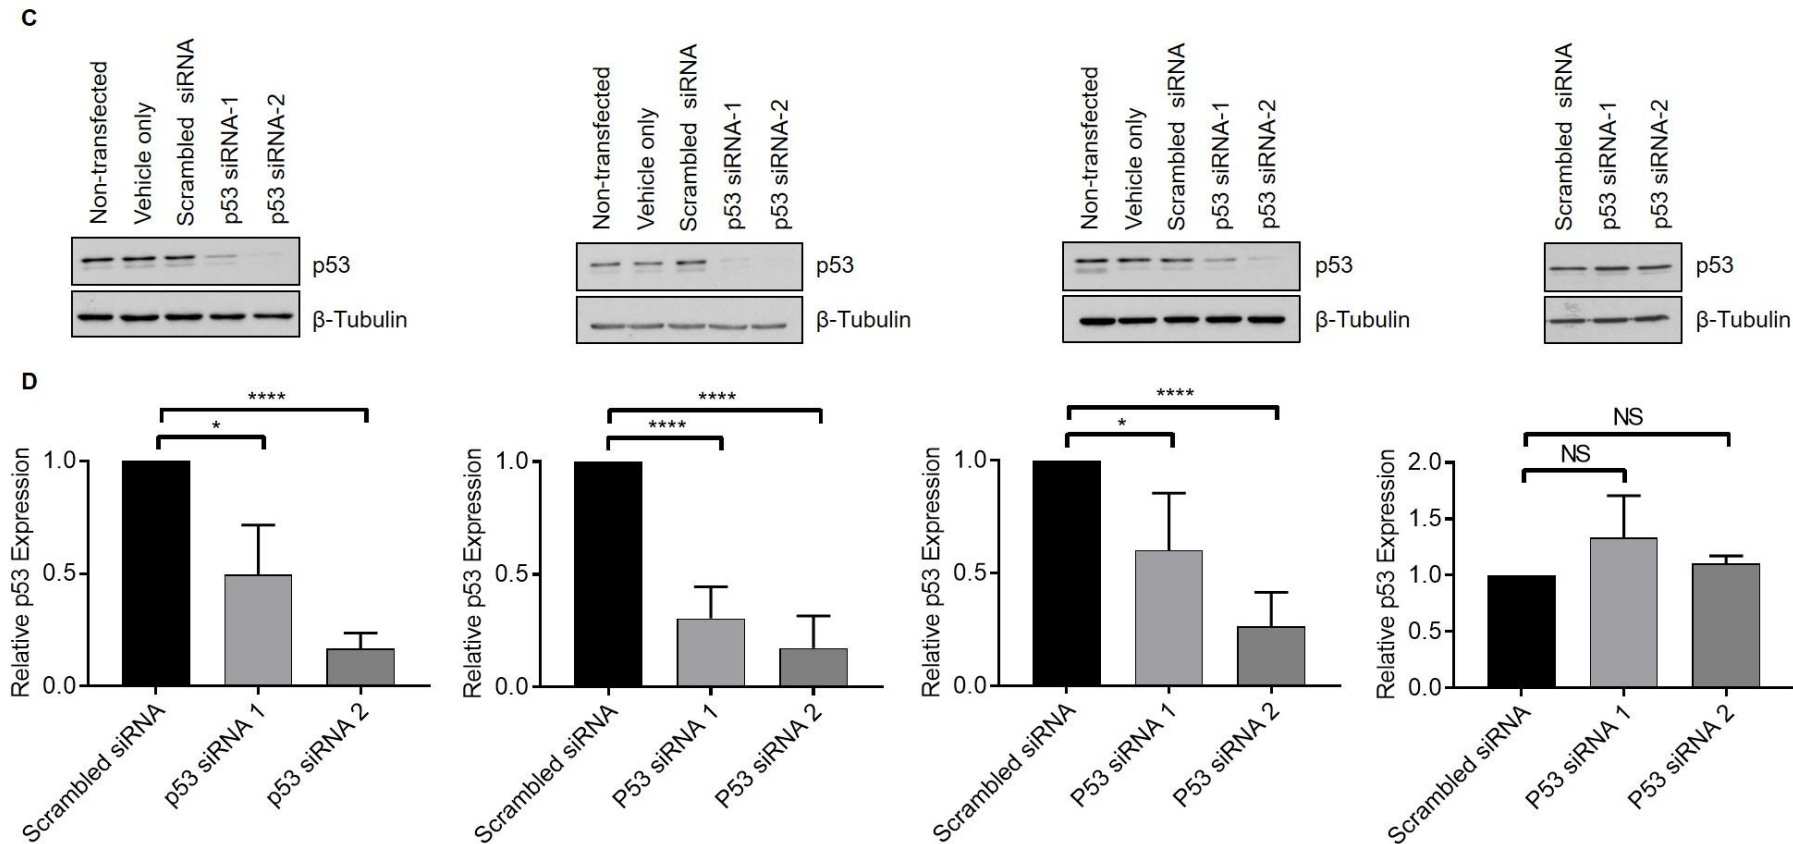 C
Non-transfected
Vehicle only
Scrambled siRNA
p53 siRNA-1
p53 siRNA-2
p53
β-Tubulin
Non-transfected
Vehicle only
Scrambled siRNA
p53 siRNA-1
p53 siRNA-2
p53
β-Tubulin
Non-transfected
Vehicle only
Scrambled siRNA
p53 siRNA-1
p53 siRNA-2
p53
β-Tubulin
Scrambled siRNA
p53 siRNA-1
p53 siRNA-2
p53
β-Tubulin
D
Relative p53 Expression
1.0
0.5
0.0
****
*
Scrambled siRNA
p53 siRNA 1
p53 siRNA 2
Relative p53 Expression
1.0
0.5
0.0
****
****
Scrambled siRNA
P53 siRNA 1
P53 siRNA 2
Relative p53 Expression
1.0
0.5
0.0
****
*
Scrambled siRNA
P53 siRNA 1
P53 siRNA 2
Relative p53 Expression
2.0
1.5
1.0
0.5
0.0
NS
NS
Scrambled siRNA
P53 siRNA 1
P53 siRNA 2